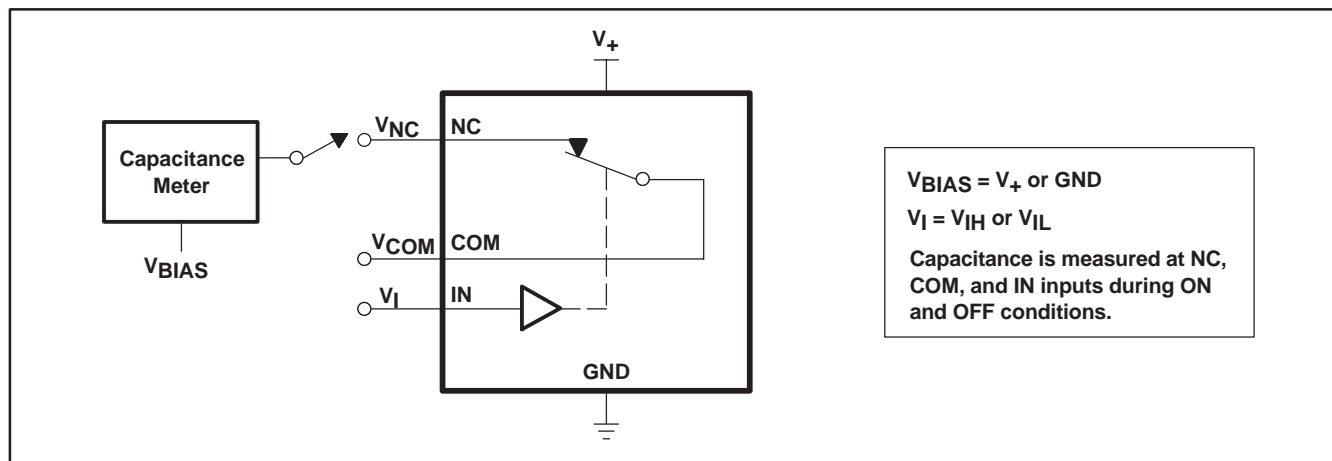 V+
VNC
NC
Capacitance
Meter
VBIAS
VCOM
COM
VI
IN
GND
VBIAS = V+ or GND
VI = VIH or VIL
Capacitance is measured at NC,
COM, and IN inputs during ON
and OFF conditions.